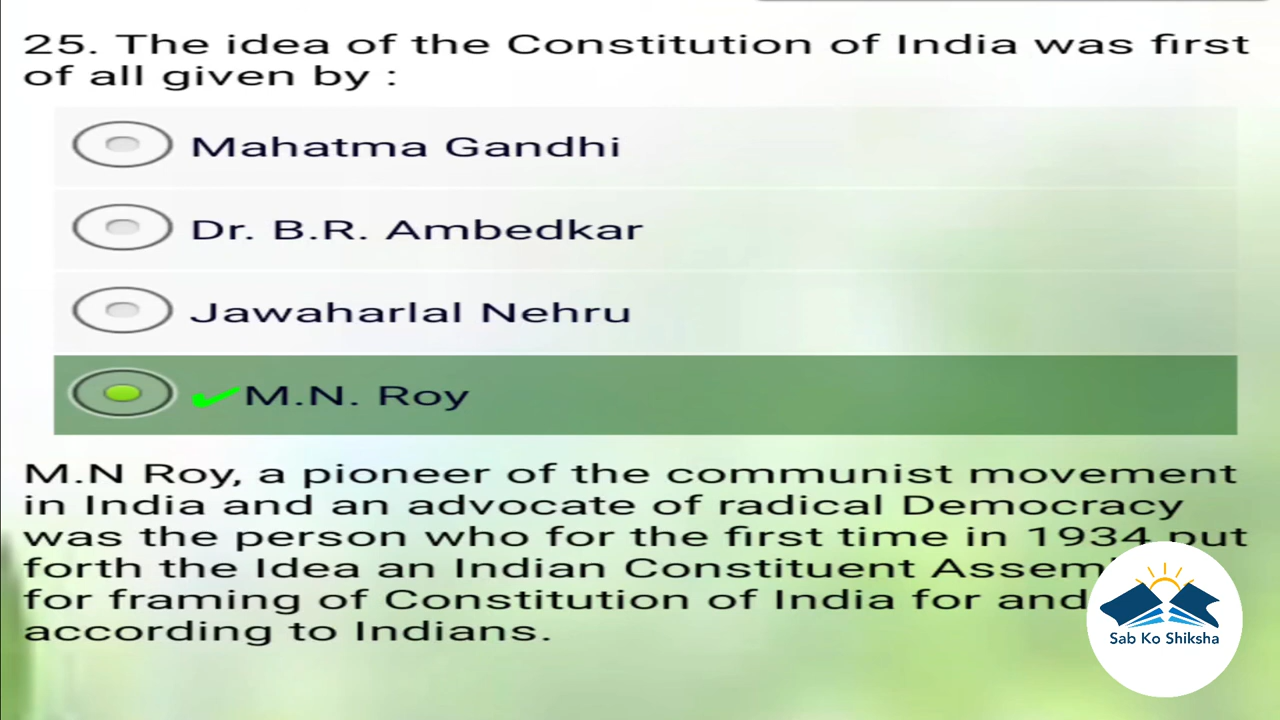 25. The idea of the Constitution of India was first
of all given by :
Mahatma Gandhi
Dr. B.R. Ambedkar
Jawaharlal Nehru
✔M.N. Roy
M.N Roy, a pioneer of the communist movement
in India and an advocate of radical Democracy
was the person who for the first time in 1934 put
forth the Idea an Indian Constituent
for framing of Constitution of India for and
according to Indians.
Sab Ko Shiksha